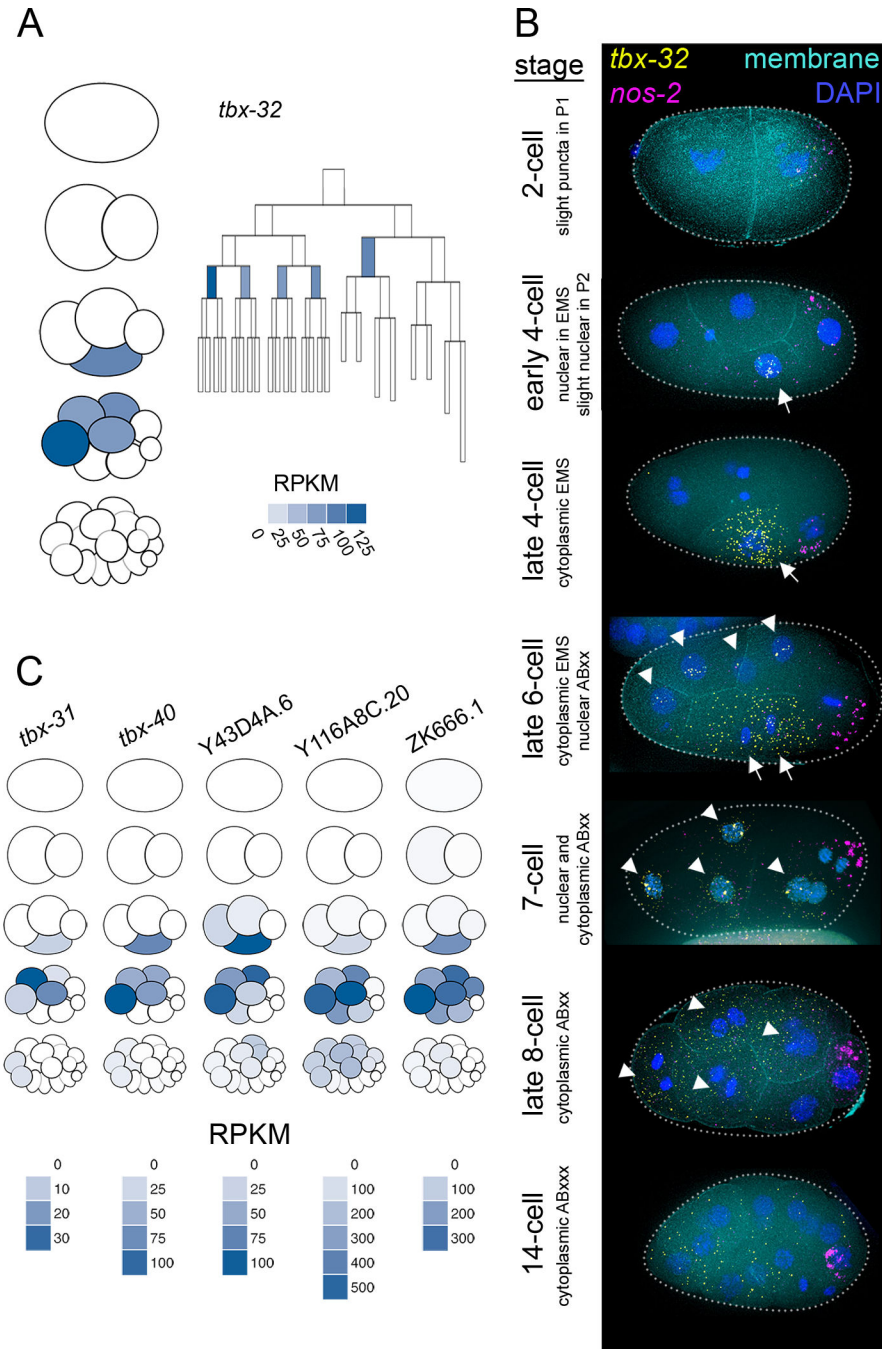 A
tbx-32
RPKM
0
25
50
75
100
125
B
stage
tbx-32
membrane
nos-2
DAPI
2-cell
slight puncta in P1
early 4-cell
nuclear in EMS
slight nuclear in P2
late 4-cell
cytoplasmic EMS
late 6-cell
cytoplasmic EMS
nuclear ABxx
7-cell
nuclear and
cytoplasmic ABxx
late 8-cell
cytoplasmic ABxx
14-cell
cytoplasmic ABxxx
C
tbx-31
tbx-40
Y43D4A.6
Y116A8C.20
ZK666.1
RPKM
0
10
20
30
0
25
50
75
100
0
25
50
75
100
0
100
200
300
400
500
0
100
200
300